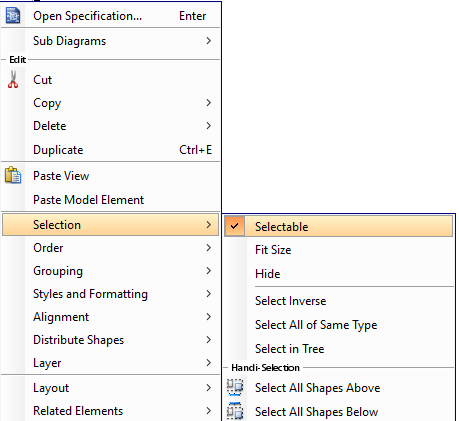 Open Specification... Enter
Sub Diagrams
Edit
Cut
Copy
Delete
Duplicate Ctrl+E
Paste View
Paste Model Element
Selection
Order
Grouping
Styles and Formatting
Alignment
Distribute Shapes
Layer
Layout
Related Elements
Selectable
Fit Size
Hide
Select Inverse
Select All of Same Type
Select in Tree
Handi-Selection
Select All Shapes Above
Select All Shapes Below